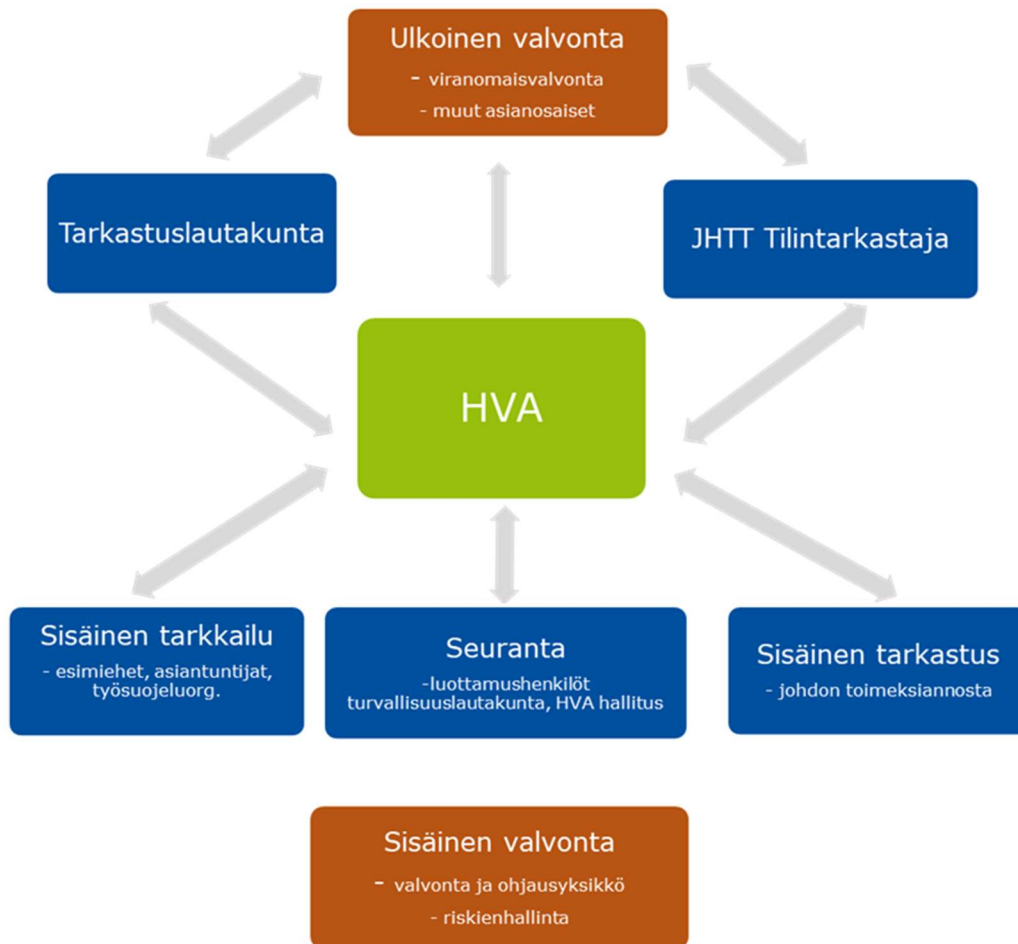 Ulkoinen valvonta
- viranomaisvalvonta
- muut asianosaiset
Tarkastuslautakunta
JHTT Tilintarkastaja
HVA
Sisäinen tarkkailu
- esimiehet, asiantuntijat,
työsuojeluorg.
Seuranta
-luottamushenkilöt
turvallisuuslautakunta, HVA hallitus
Sisäinen tarkastus
- johdon toimeksiannosta
Sisäinen valvonta
- valvonta ja ohjausyksikkö
- riskienhallinta